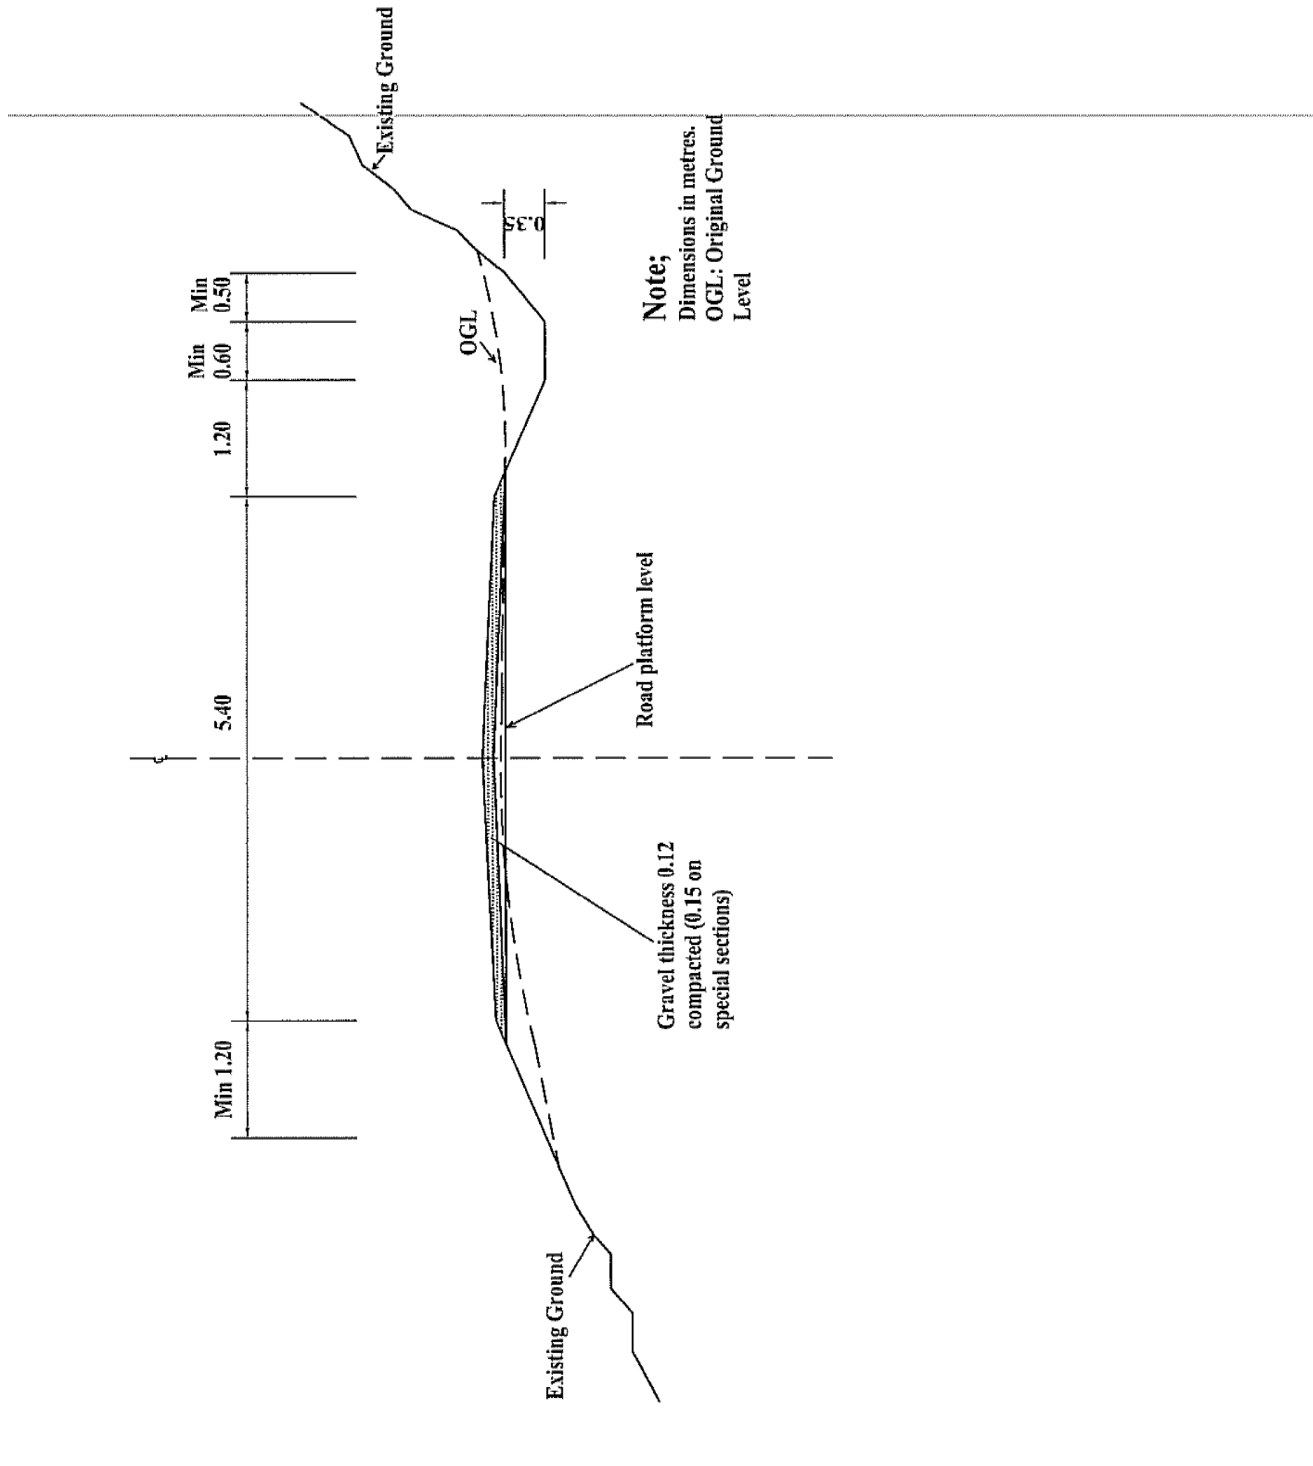 Min 1.20
5.40
1.20
Min
0.60
Min
0.50
Existing Ground
OGL
0.35
Existing Ground
Gravel thickness 0.12
compacted (0.15 on
special sections)
Road platform level
Note;
Dimensions in metres.
OGL: Original Ground
Level